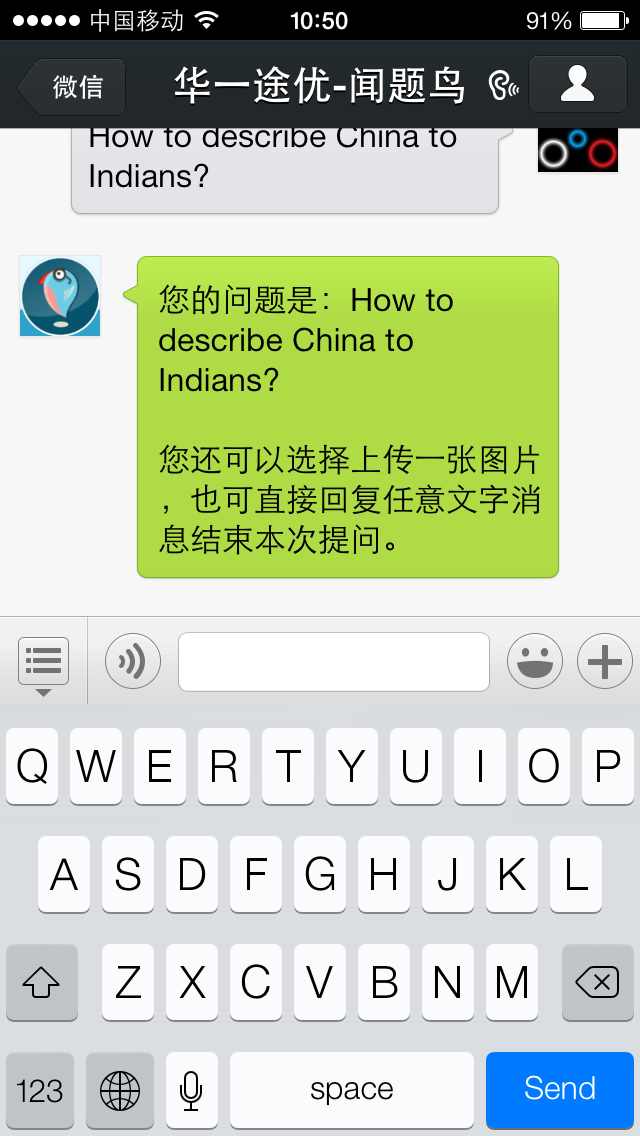 中国移动
10:50
91%
微信
华一途优-闻题鸟
How to describe China to
Indians?
您的问题是：How to
describe China to
Indians?
您还可以选择上传一张图片
，也可直接回复任意文字消
息结束本次提问。
Q W E R T Y U I O P
A S D F G H J K L
Z X C V B N M
123
space
Send